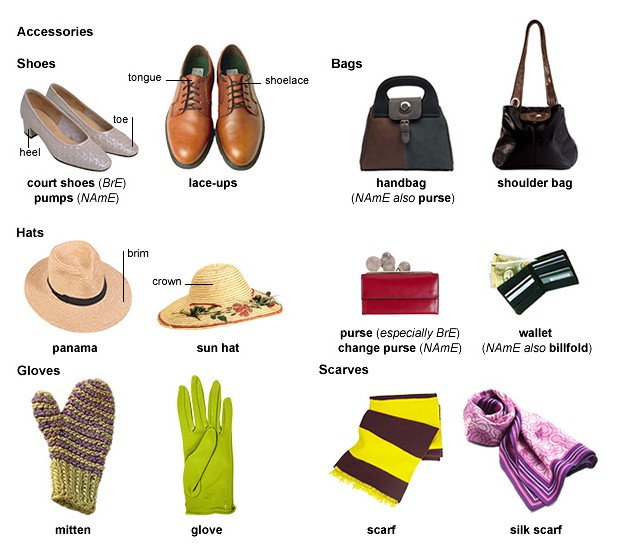 Accessories
Shoes
tongue
shoelace
toe
heel
court shoes (BrE)
pumps (NAmE)
lace-ups
Bags
handbag
(NAmE also purse)
shoulder bag
Hats
brim
crown
panama
sun hat
purse (especially BrE)
change purse (NAmE)
wallet
(NAmE also billfold)
Gloves
mitten
glove
Scarves
scarf
silk scarf